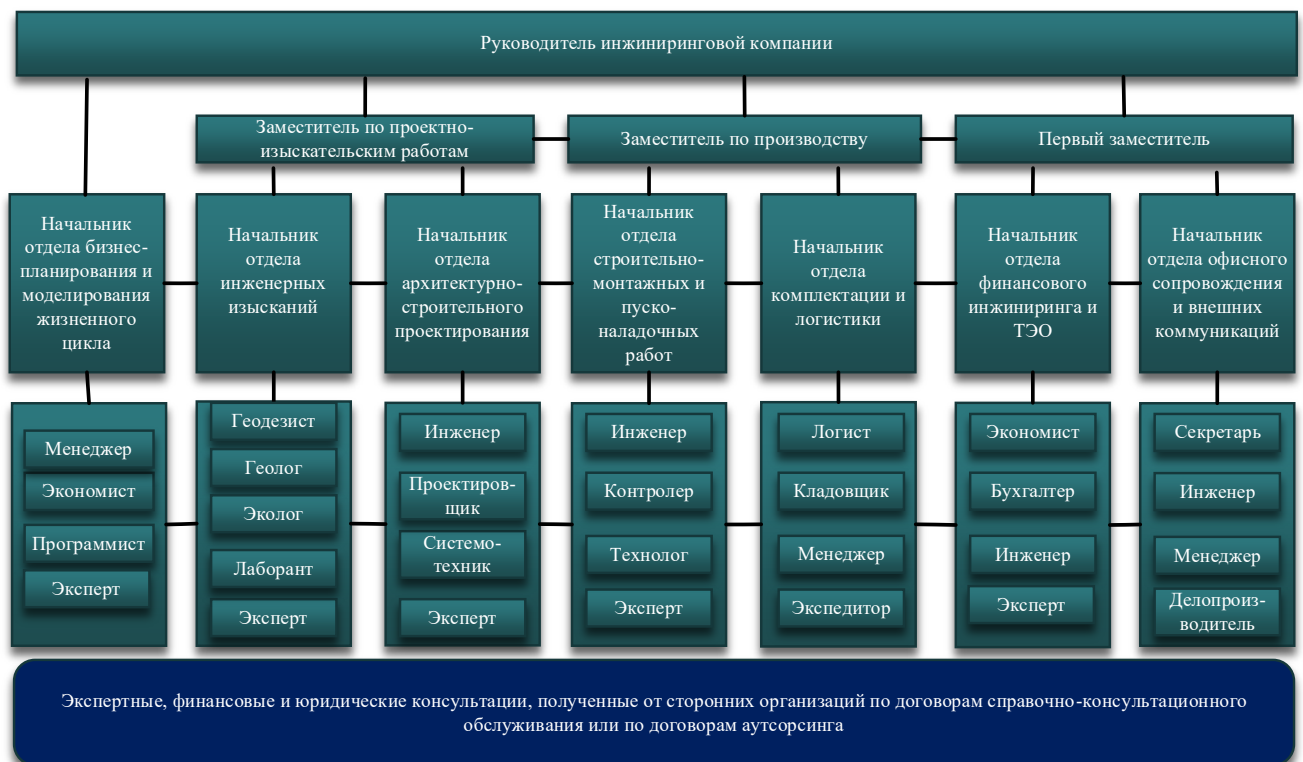 Руководитель инжиниринговой компании
Заместитель по проектно-
изыскательским работам
Заместитель по производству
Первый заместитель
Начальник
отдела бизнес-
планирования и
моделирования
жизненного
цикла
Начальник
отдела
инженерных
изысканий
Начальник
отдела
архитектурно-
строительного
проектирования
Начальник
отдела
строительно-
монтажных и
пуско-
наладочных
работ
Начальник
отдела
комплектации и
логистики
Начальник
отдела
финансового
инжиниринга и
ТЭО
Начальник
отдела офисного
сопровождения
и внешних
коммуникаций
Менеджер
Экономист
Программист
Эксперт
Геодезист
Геолог
Эколог
Лаборант
Эксперт
Инженер
Проектиров-
щик
Системо-
техник
Эксперт
Инженер
Контролер
Технолог
Эксперт
Логист
Кладовщик
Менеджер
Экспедитор
Экономист
Бухгалтер
Инженер
Эксперт
Секретарь
Инженер
Менеджер
Делопроиз-
водитель
Экспертные, финансовые и юридические консультации, полученные от сторонних организаций по договорам справочно-консультационного
обслуживания или по договорам аутсорсинга